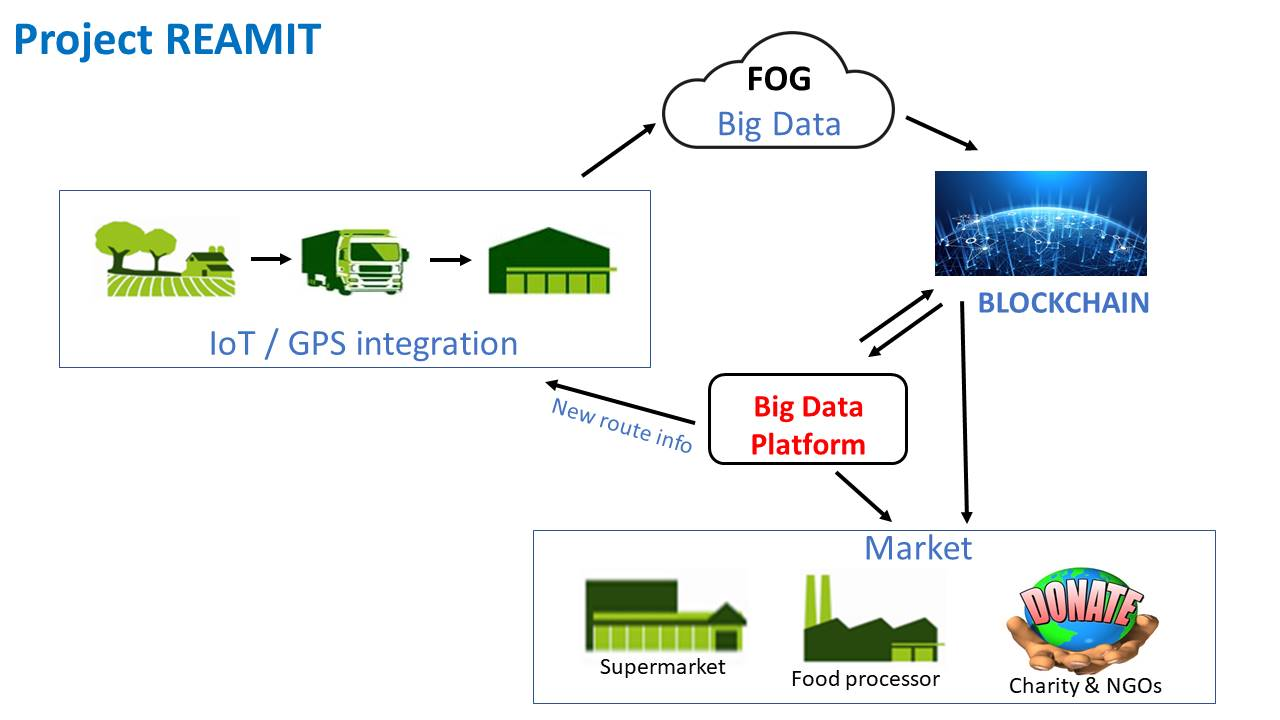 Project REAMIT
FOG
Big Data
IoT / GPS integration
BLOCKCHAIN
Big Data
Platform
New route info
Market
DONATE
Supermarket
Food processor
Charity & NGOs